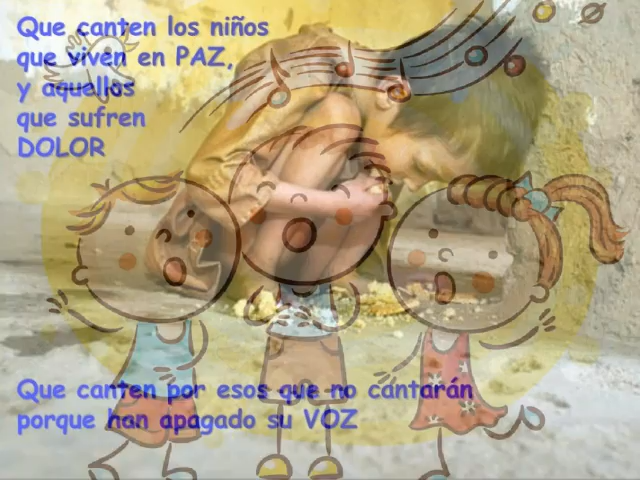 Que canten los niños
que viven en PAZ,
y aquellos
que sufren
DOLOR
Que canten por esos que no cantarán
porque han apagado su VOZ